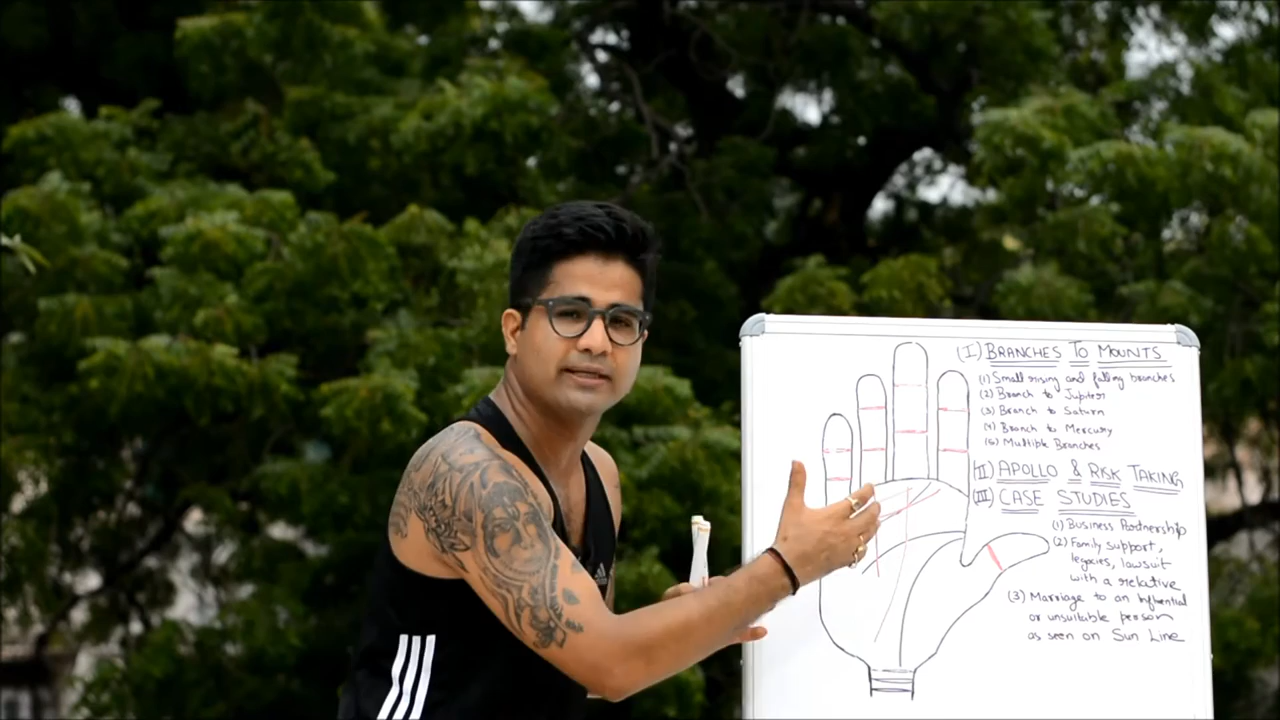 (I) BRANCHES TO MOUNTS
(1) Small rising and falling branches
(2) Branch to Jupiter
(3) Branch to Saturn
(4) Branch to Mercury
(5) Multiple Branches
(II) APOLLO & RISK TAKING
(III) CASE STUDIES
(1) Business Partnership
(2) Family support,
legacies, lawsuit
with a relative
(3) Marriage to an influential
or unsuitable person
as seen on Sun Line